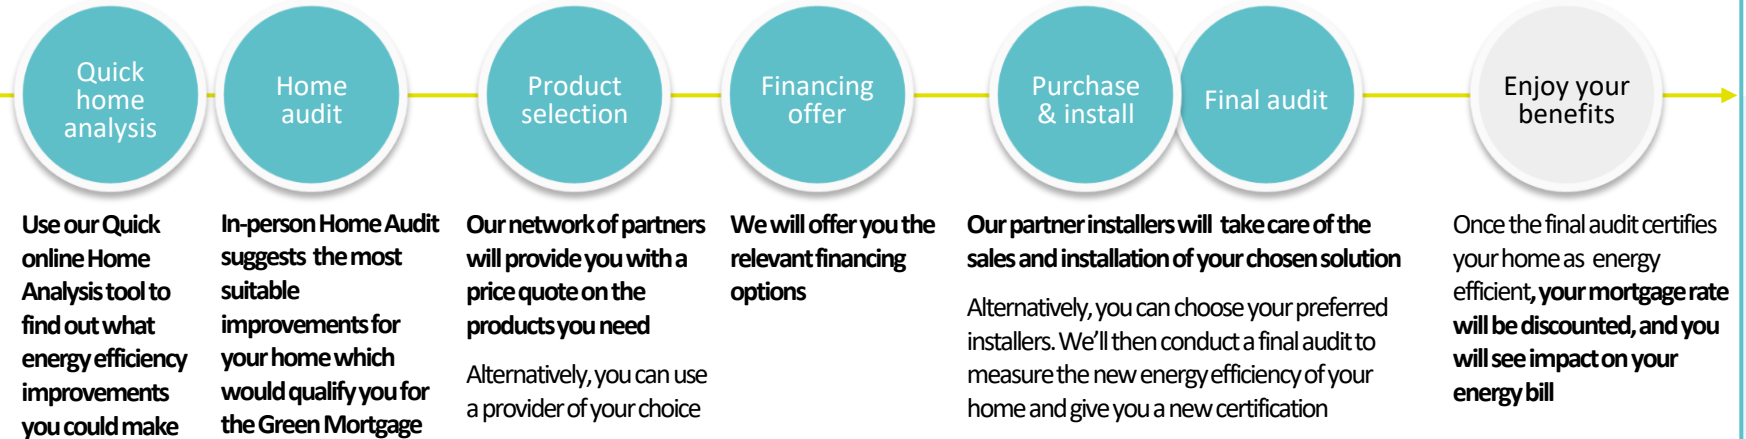 Quick
home
analysis
Home
audit
Product
selection
Financing
offer
Purchase
& install
Final audit
Enjoy your
benefits
Use our Quick
online Home
Analysis tool to
find out what
energy efficiency
improvements
you could make
In-person Home Audit
suggests the most
suitable
improvements for
your home which
would qualify you for
the Green Mortgage
Our network of partners
will provide you with a
price quote on the
products you need
Alternatively, you can use
a provider of your choice
We will offer you the
relevant financing
options
Our partner installers will take care of the
sales and installation of your chosen solution
Alternatively, you can choose your preferred
installers. We'll then conduct a final audit to
measure the new energy efficiency of your
home and give you a new certification
Once the final audit certifies
your home as energy
efficient, your mortgage rate
will be discounted, and you
will see impact on your
energy bill